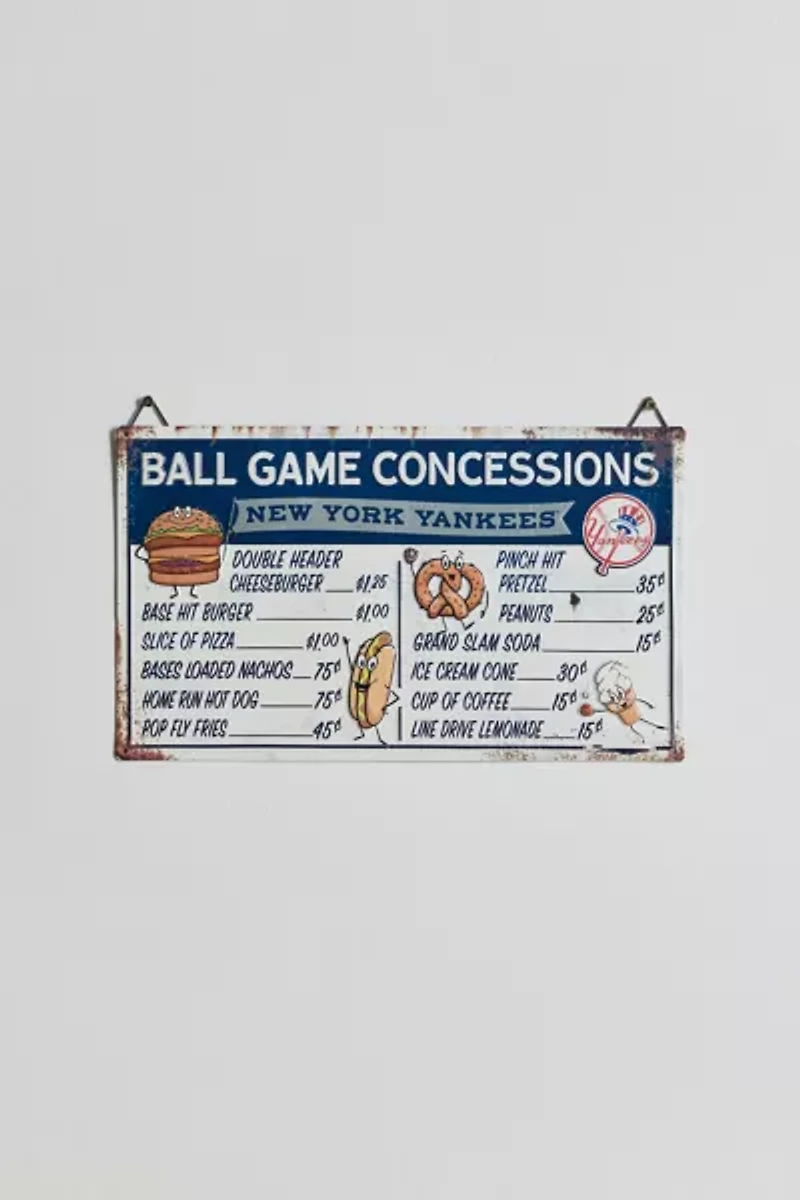 BALL GAME CONCESSIONS
NEW YORK YANKEES
Yankees
DOUBLE HEADER
CHEESEBURGER $1.25
BASE HIT BURGER $1.00
SLICE OF PIZZA $1.00
BASES LOADED NACHOS 75¢
HOME RUN HOT DOG 75¢
POP FLY FRIES 45¢
PINCH HIT
PRETZEL 35¢
PEANUTS 25¢
GRAND SLAM SODA 15¢
ICE CREAM CONE 30¢
CUP OF COFFEE 15¢
LINE DRIVE LEMONADE 15¢